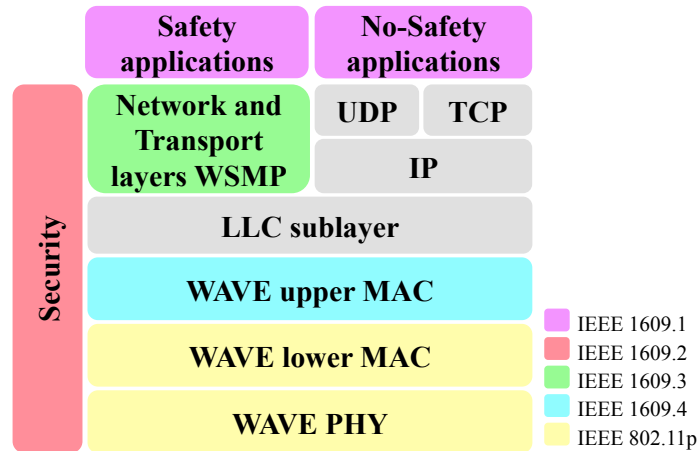 Safety
applications
No-Safety
applications
Network and
Transport
layers WSMP
UDP
TCP
IP
Security
LLC sublayer
WAVE upper MAC
WAVE lower MAC
WAVE PHY
IEEE 1609.1
IEEE 1609.2
IEEE 1609.3
IEEE 1609.4
IEEE 802.11p